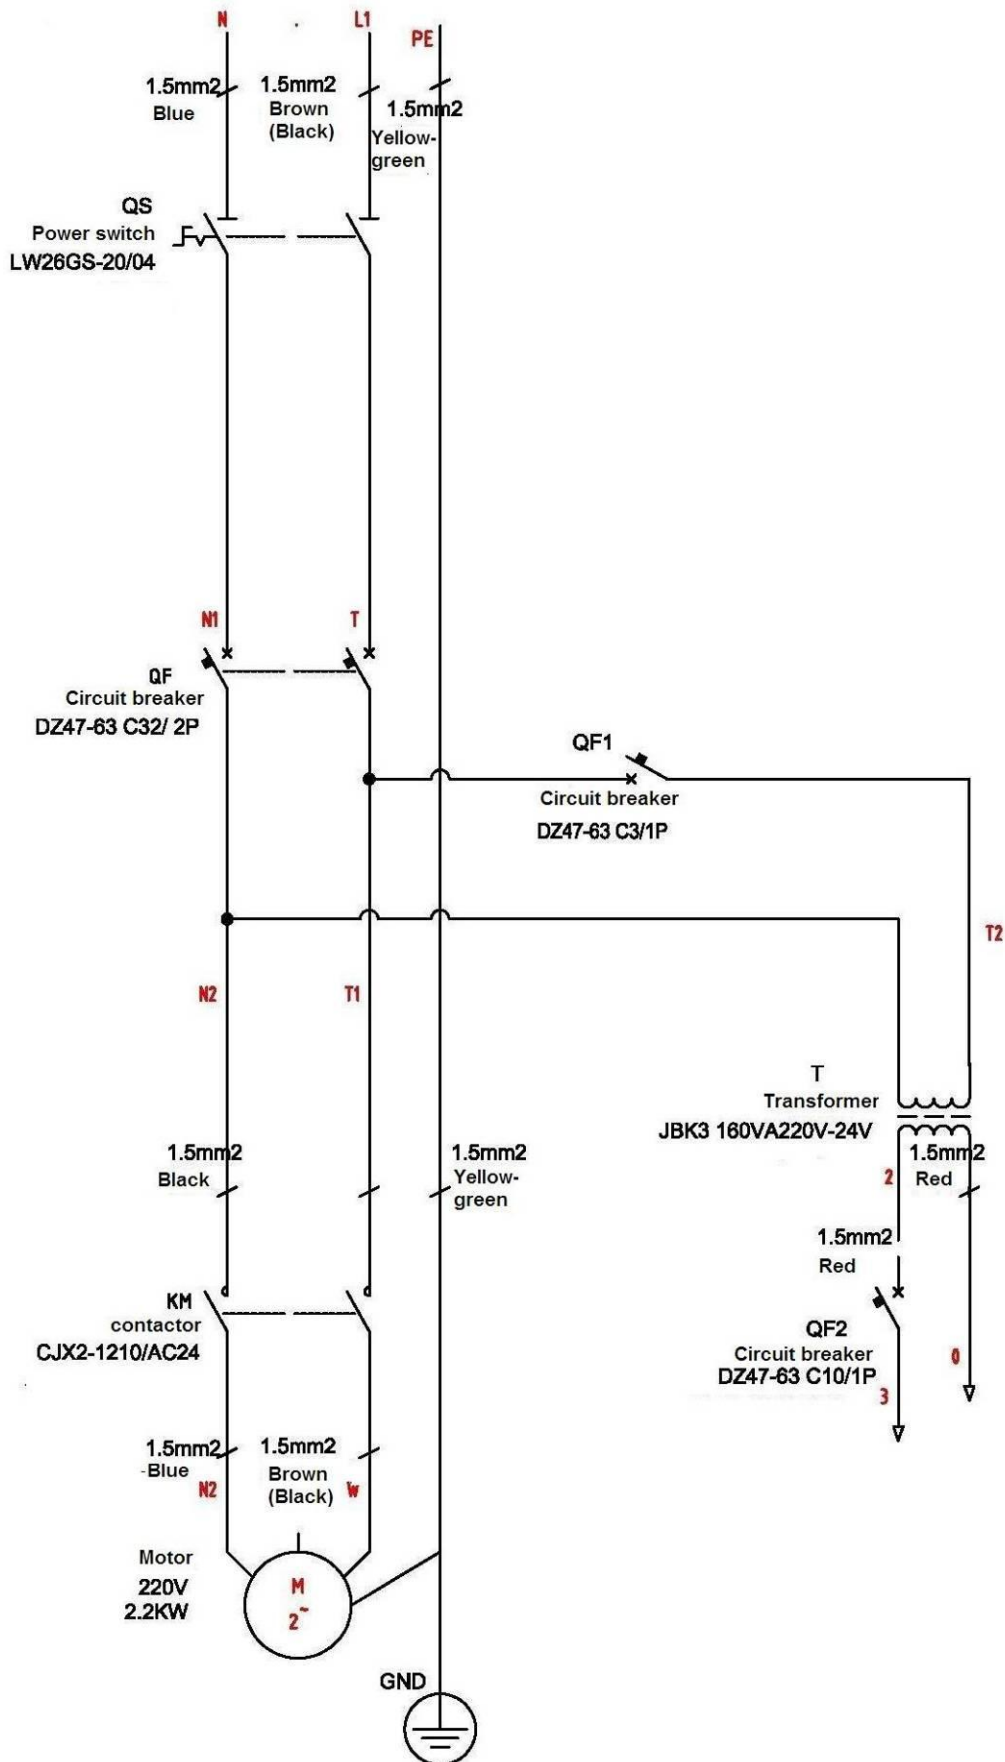 N
L1
PE
1.5mm2
Blue
1.5mm2
Brown
(Black)
1.5mm2
Yellow-
green
QS
Power switch
LW26GS-20/04
N1
T
QF
Circuit breaker
DZ47-63 C32/ 2P
QF1
Circuit breaker
DZ47-63 C3/1P
T2
N2
T1
T
Transformer
JBK3 160VA220V-24V
1.5mm2
Black
1.5mm2
Yellow-
green
1.5mm2
Red
2
1.5mm2
Red
KM
contactor
CJX2-1210/AC24
QF2
Circuit breaker
DZ47-63 C10/1P
0
3
1.5mm2
Blue
1.5mm2
Brown
(Black)
N2
W
Motor
220V
2.2KW
M
2~
GND